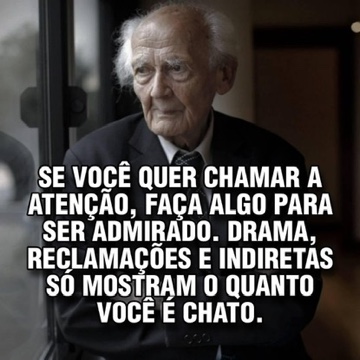 SE VOCÊ QUER CHAMAR A
ATENÇÃO, FAÇA ALGO PARA
SER ADMIRADO. DRAMA,
RECLAMAÇÕES E INDIRETAS
SÓ MOSTRAM O QUANTO
VOCÊ É CHATO.